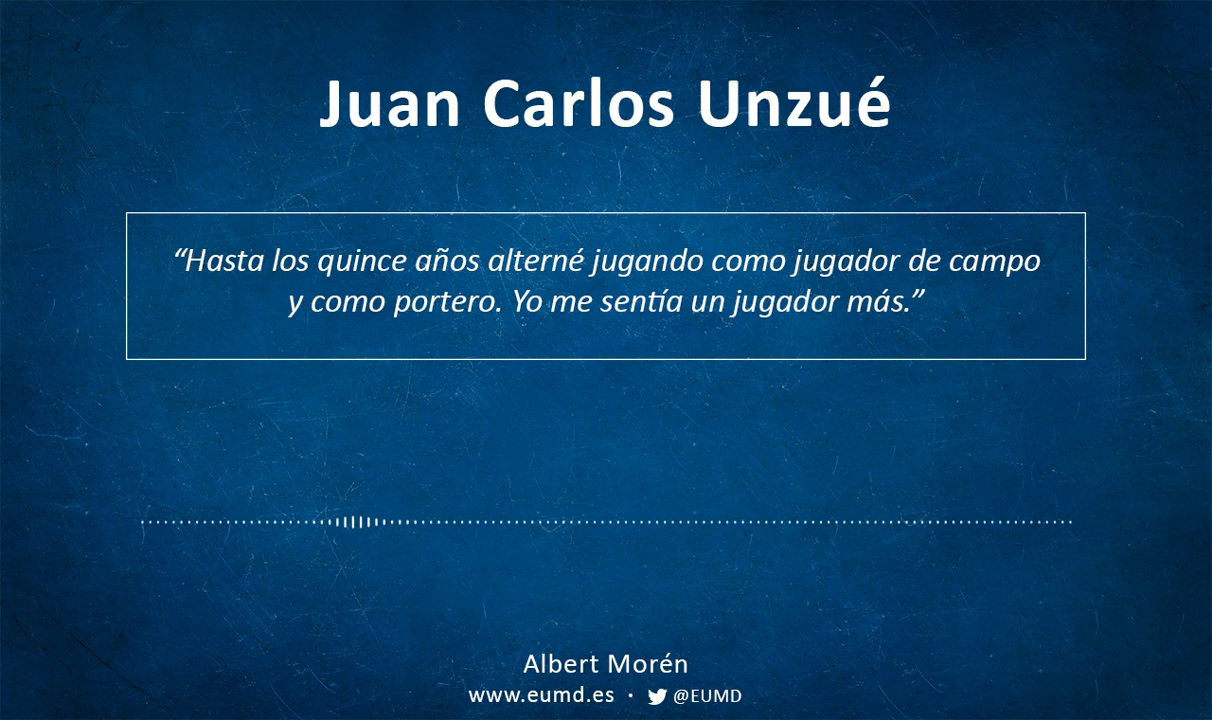 Juan Carlos Unzué
“Hasta los quince años alterné jugando como jugador de campo
y como portero. Yo me sentía un jugador más.”
Albert Morén
www.eumd.es · @EUMD